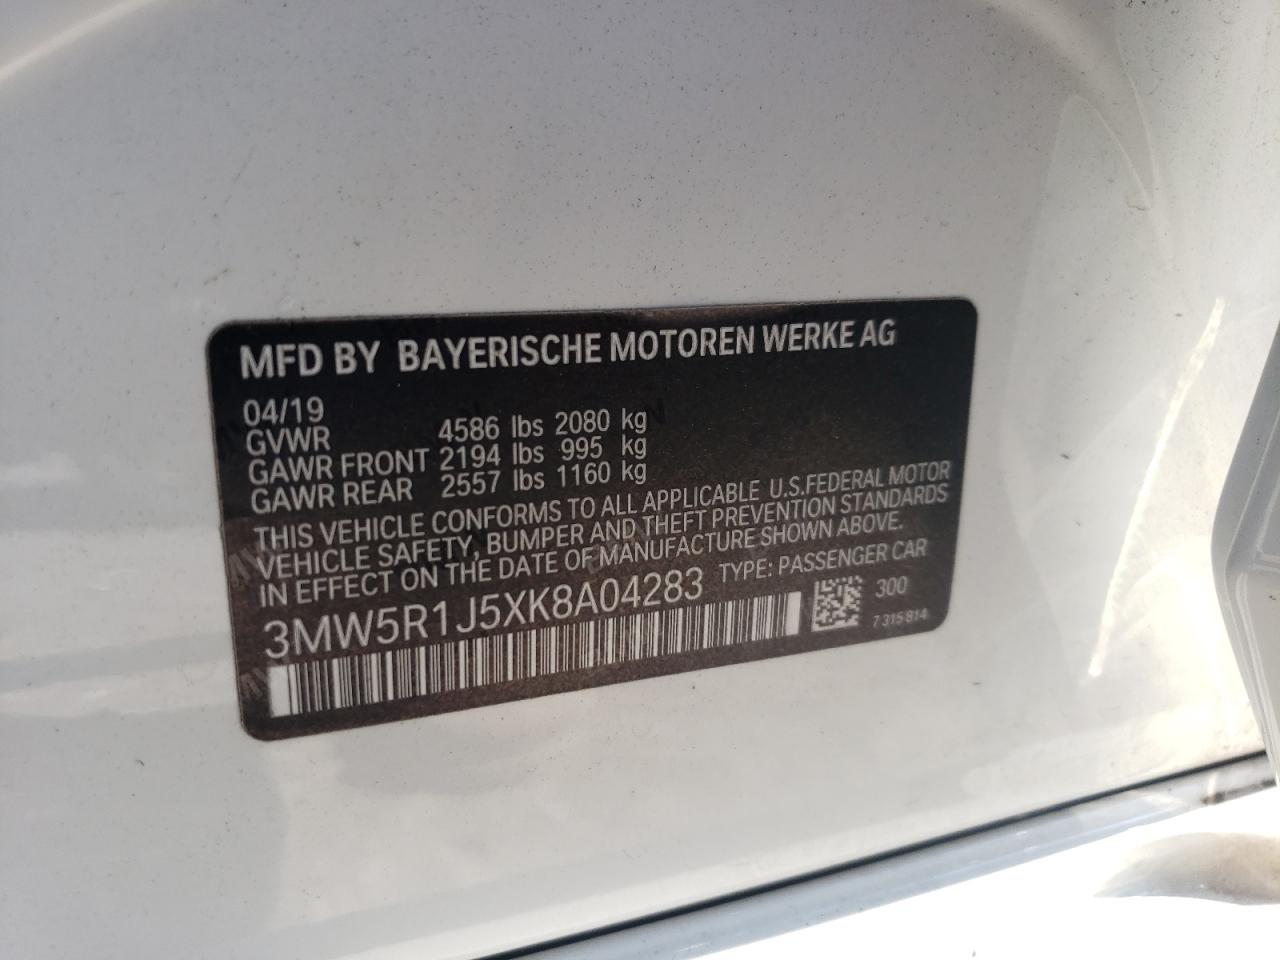 MFD BY BAYERISCHE MOTOREN WERKE AG
04/19
GVWR 4586 lbs 2080 kg
GAWR FRONT 2194 lbs 995 kg
GAWR REAR 2557 lbs 1160 kg
THIS VEHICLE CONFORMS TO ALL APPLICABLE U.S.FEDERAL MOTOR
VEHICLE SAFETY, BUMPER AND THEFT PREVENTION STANDARDS
IN EFFECT ON THE DATE OF MANUFACTURE SHOWN ABOVE.
3MW5R1J5XK8A04283 TYPE: PASSENGER CAR
300
7315814